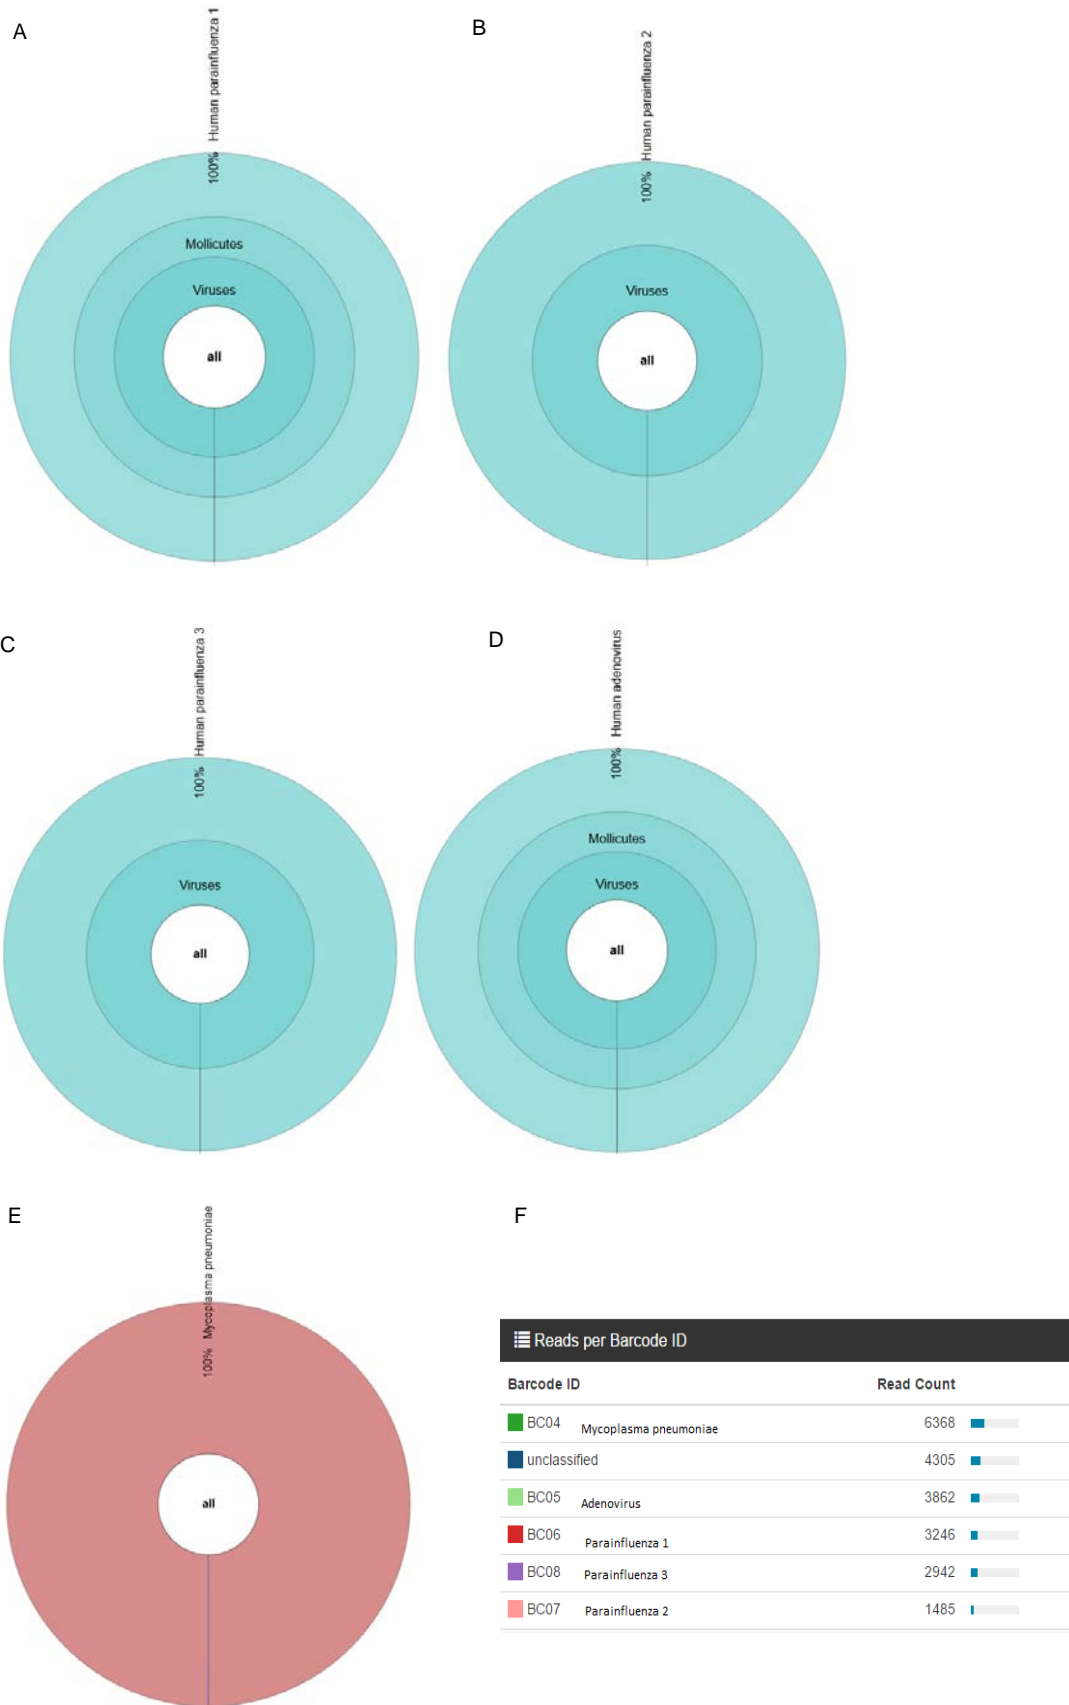 A
100% Human parainfluenza 1
Mollicutes
Viruses
all
B
100% Human parainfluenza 2
Viruses
all
C
100% Human parainfluenza 3
Viruses
all
D
100% Human adenovirus
Mollicutes
Viruses
all
E
100% Mycoplasma pneumoniae
all
F
Reads per Barcode ID
Barcode ID Read Count
BC04 Mycoplasma pneumoniae 6368
unclassified 4305
BC05 Adenovirus 3862
BC06 Parainfluenza 1 3246
BC08 Parainfluenza 3 2942
BC07 Parainfluenza 2 1485